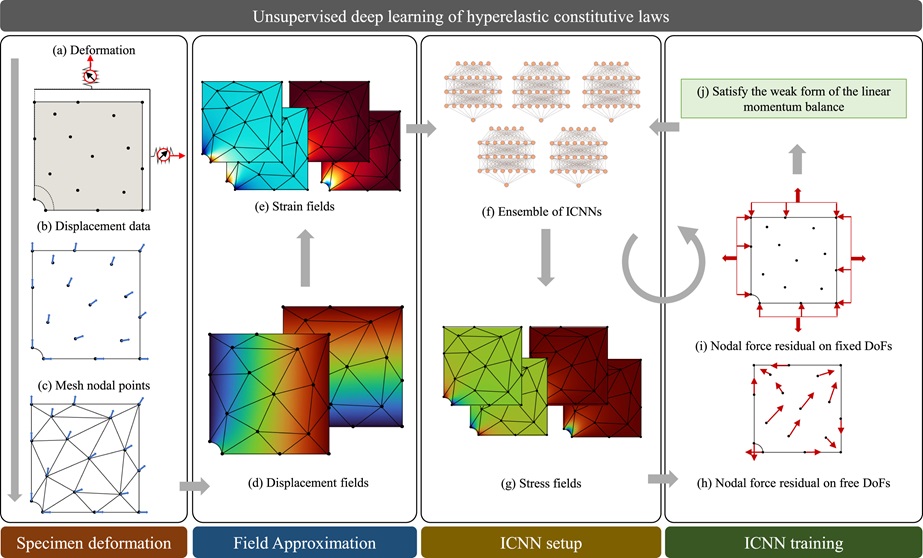 Unsupervised deep learning of hyperelastic constitutive laws
(a) Deformation
(b) Displacement data
(c) Mesh nodal points
Specimen deformation
(e) Strain fields
(d) Displacement fields
Field Approximation
(f) Ensemble of ICNNs
(g) Stress fields
ICNN setup
(j) Satisfy the weak form of the linear
momentum balance
(i) Nodal force residual on fixed DoFs
(h) Nodal force residual on free DoFs
ICNN training